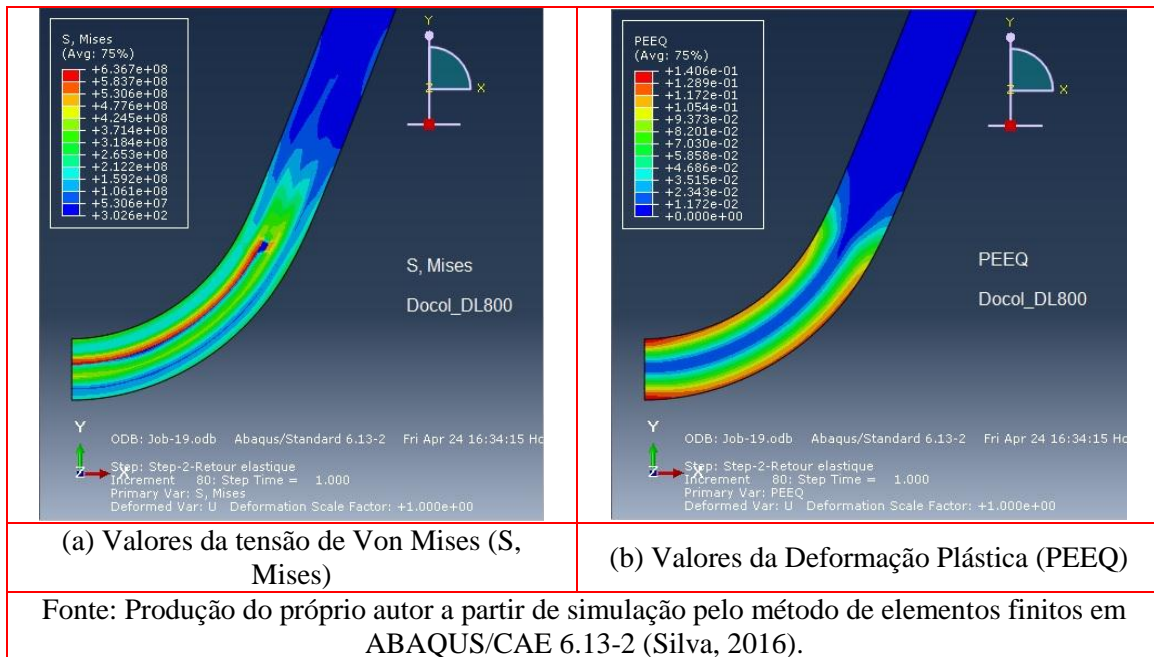 S, Mises
(Avg: 75%)
+6.367e+08
+5.837e+08
+5.306e+08
+4.776e+08
+4.245e+08
+3.714e+08
+3.184e+08
+2.653e+08
+2.122e+08
+1.592e+08
+1.061e+08
+5.306e+07
+3.026e+02
Y
Z
X
S, Mises
Docol_DL800
Y
Z
X
ODB: Job-19.odb Abaqus/Standard 6.13-2 Fri Apr 24 16:34:15 Ho
Step: Step-2-Retour elastique
Increment 80: Step Time = 1.000
Primary Var: S, Mises
Deformed Var: U Deformation Scale Factor: +1.000e+00
PEEQ
(Avg: 75%)
+1.406e-01
+1.289e-01
+1.172e-01
+1.054e-01
+9.373e-02
+8.201e-02
+7.030e-02
+5.858e-02
+4.686e-02
+3.515e-02
+2.343e-02
+1.172e-02
+0.000e+00
Y
Z
X
PEEQ
Docol_DL800
Y
Z
X
ODB: Job-19.odb Abaqus/Standard 6.13-2 Fri Apr 24 16:34:15 Ho
Step: Step-2-Retour elastique
Increment 80: Step Time = 1.000
Primary Var: PEEQ
Deformed Var: U Deformation Scale Factor: +1.000e+00
(a) Valores da tensão de Von Mises (S,
Mises)
(b) Valores da Deformação Plástica (PEEQ)
Fonte: Produção do próprio autor a partir de simulação pelo método de elementos finitos em
ABAQUS/CAE 6.13-2 (Silva, 2016).